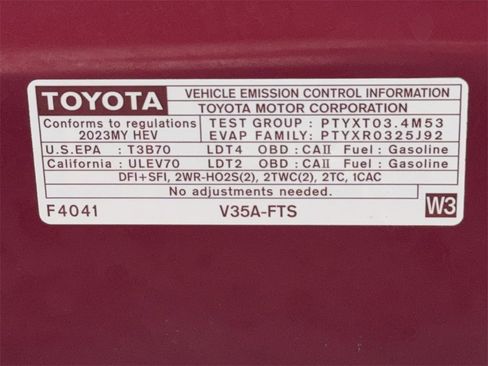 TOYOTA VEHICLE EMISSION CONTROL INFORMATION
TOYOTA MOTOR CORPORATION
Conforms to regulations TEST GROUP : PTYXT03.4M53
2023MY HEV EVAP FAMILY: PTYXR0325J92
U.S.EPA : T3B70 LDT4 OBD : CAII Fuel : Gasoline
California : ULEV70 LDT2 OBD : CAII Fuel : Gasoline
DFI+SFI, 2WR-HO2S(2), 2TWC(2), 2TC, 1CAC
No adjustments needed.
F4041 V35A-FTS W3